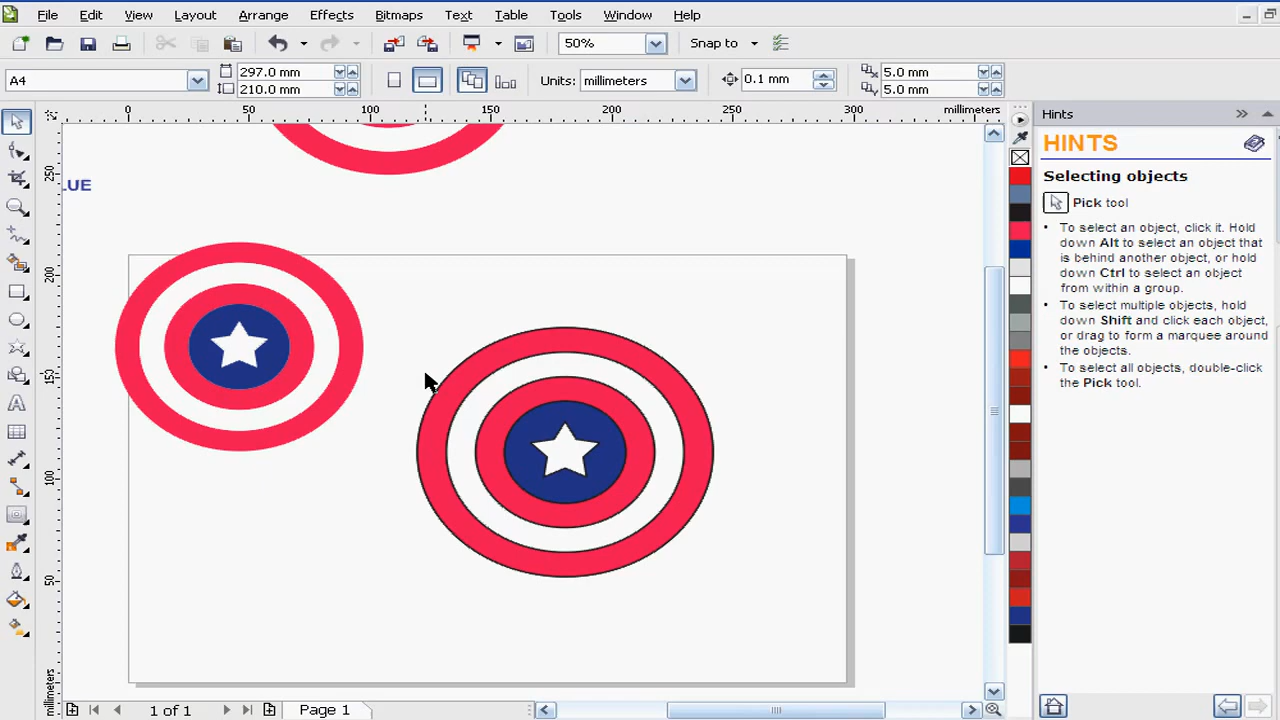 File Edit View Layout Arrange Effects Bitmaps Text Table Tools Window Help
50% Snap to
A4 297.0 mm 210.0 mm Units: millimeters 0.1 mm 5.0 mm 5.0 mm
0 50 100 150 200 250 300 millimeters
Hints
HINTS
Selecting objects
Pick tool
• To select an object, click it. Hold
down Alt to select an object that
is behind another object, or hold
down Ctrl to select an object
from within a group.
• To select multiple objects, hold
down Shift and click each object,
or drag to form a marquee around
the objects.
• To select all objects, double-click
the Pick tool.
250
200
150
100
50
millimeters
LUE
1 of 1 Page 1